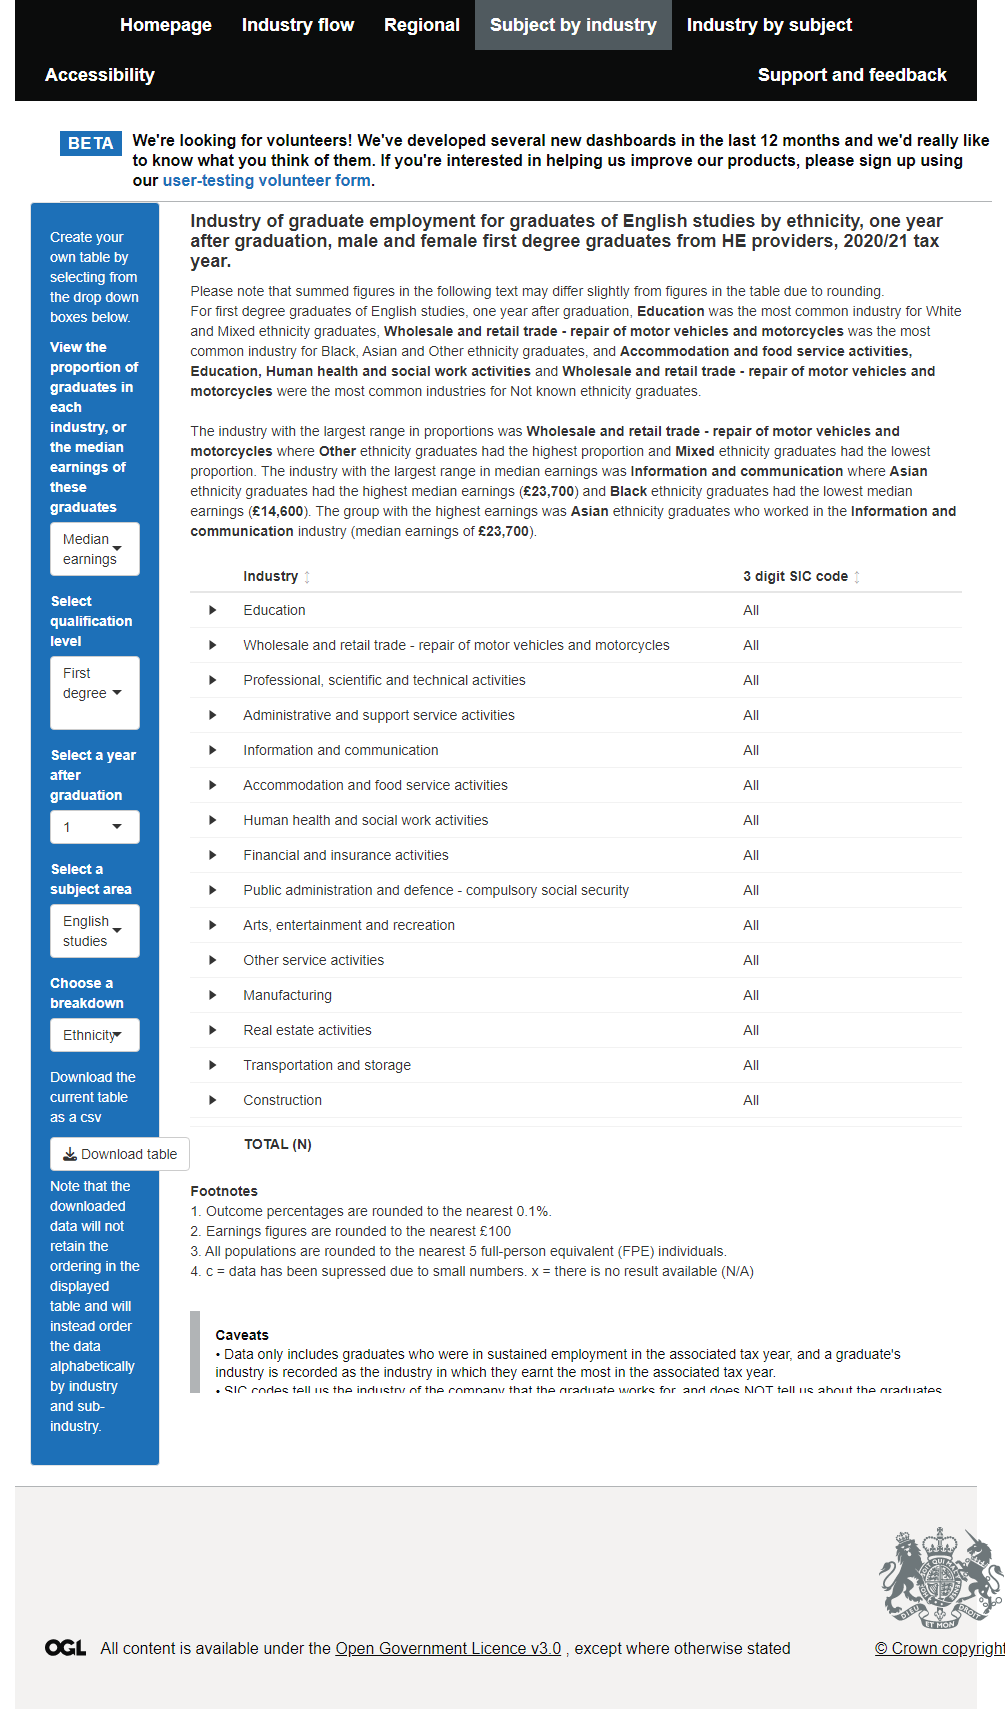 Homepage
Industry flow
Regional
Subject by industry
Industry by subject
Accessibility
Support and feedback
BETA
We're looking for volunteers! We've developed several new dashboards in the last 12 months and we'd really like
to know what you think of them. If you're interested in helping us improve our products, please sign up using
our user-testing volunteer form.
Create your
own table by
selecting from
the drop down
boxes below.
View the
proportion of
graduates in
each
industry, or
the median
earnings of
these
graduates
Median
earnings
Select
qualification
level
First
degree
Select a year
after
graduation
1
Select a
subject area
English
studies
Choose a
breakdown
Ethnicity
Download the
current table
as a csv
Download table
Note that the
downloaded
data will not
retain the
ordering in the
displayed
table and will
instead order
the data
alphabetically
by industry
and sub-
industry.
Industry of graduate employment for graduates of English studies by ethnicity, one year
after graduation, male and female first degree graduates from HE providers, 2020/21 tax
year.
Please note that summed figures in the following text may differ slightly from figures in the table due to rounding.
For first degree graduates of English studies, one year after graduation, Education was the most common industry for White
and Mixed ethnicity graduates, Wholesale and retail trade - repair of motor vehicles and motorcycles was the most
common industry for Black, Asian and Other ethnicity graduates, and Accommodation and food service activities,
Education, Human health and social work activities and Wholesale and retail trade - repair of motor vehicles and
motorcycles were the most common industries for Not known ethnicity graduates.
The industry with the largest range in proportions was Wholesale and retail trade - repair of motor vehicles and
motorcycles where Other ethnicity graduates had the highest proportion and Mixed ethnicity graduates had the lowest
proportion. The industry with the largest range in median earnings was Information and communication where Asian
ethnicity graduates had the highest median earnings (£23,700) and Black ethnicity graduates had the lowest median
earnings (£14,600). The group with the highest earnings was Asian ethnicity graduates who worked in the Information and
communication industry (median earnings of £23,700).
Industry 3 digit SIC code
Education All
Wholesale and retail trade - repair of motor vehicles and motorcycles All
Professional, scientific and technical activities All
Administrative and support service activities All
Information and communication All
Accommodation and food service activities All
Human health and social work activities All
Financial and insurance activities All
Public administration and defence - compulsory social security All
Arts, entertainment and recreation All
Other service activities All
Manufacturing All
Real estate activities All
Transportation and storage All
Construction All
TOTAL (N)
Footnotes
1. Outcome percentages are rounded to the nearest 0.1%.
2. Earnings figures are rounded to the nearest £100
3. All populations are rounded to the nearest 5 full-person equivalent (FPE) individuals.
4. c = data has been supressed due to small numbers. x = there is no result available (N/A)
Caveats
• Data only includes graduates who were in sustained employment in the associated tax year, and a graduate's
industry is recorded as the industry in which they earnt the most in the associated tax year.
• SIC codes tell us the industry of the company that the graduate works for, and does NOT tell us about the graduates
OGL All content is available under the Open Government Licence v3.0 , except where otherwise stated
© Crown copyright